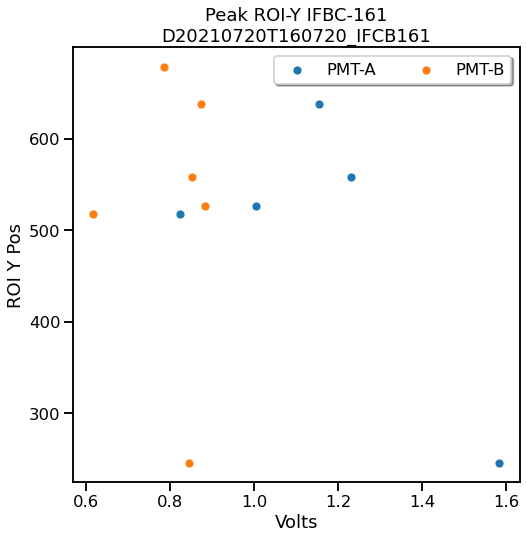 Peak ROI-Y IFBC-161
D20210720T160720_IFCB161
PMT-A PMT-B
600
500
400
300
ROI Y Pos
0.6 0.8 1.0 1.2 1.4 1.6
Volts